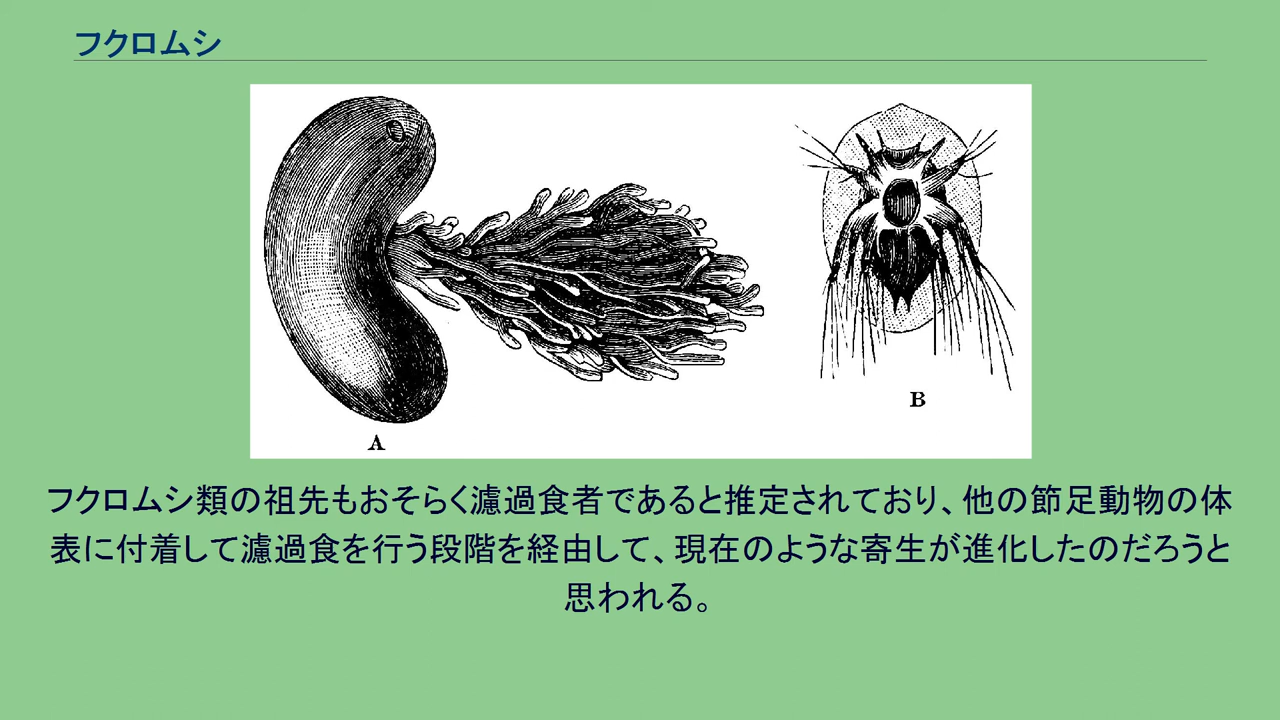 フクロムシ
A
B
フクロムシ類の祖先もおそらく濾過食者であると推定されており、他の節足動物の体
表に付着して濾過食を行う段階を経由して、現在のような寄生が進化したのだろうと
思われる。